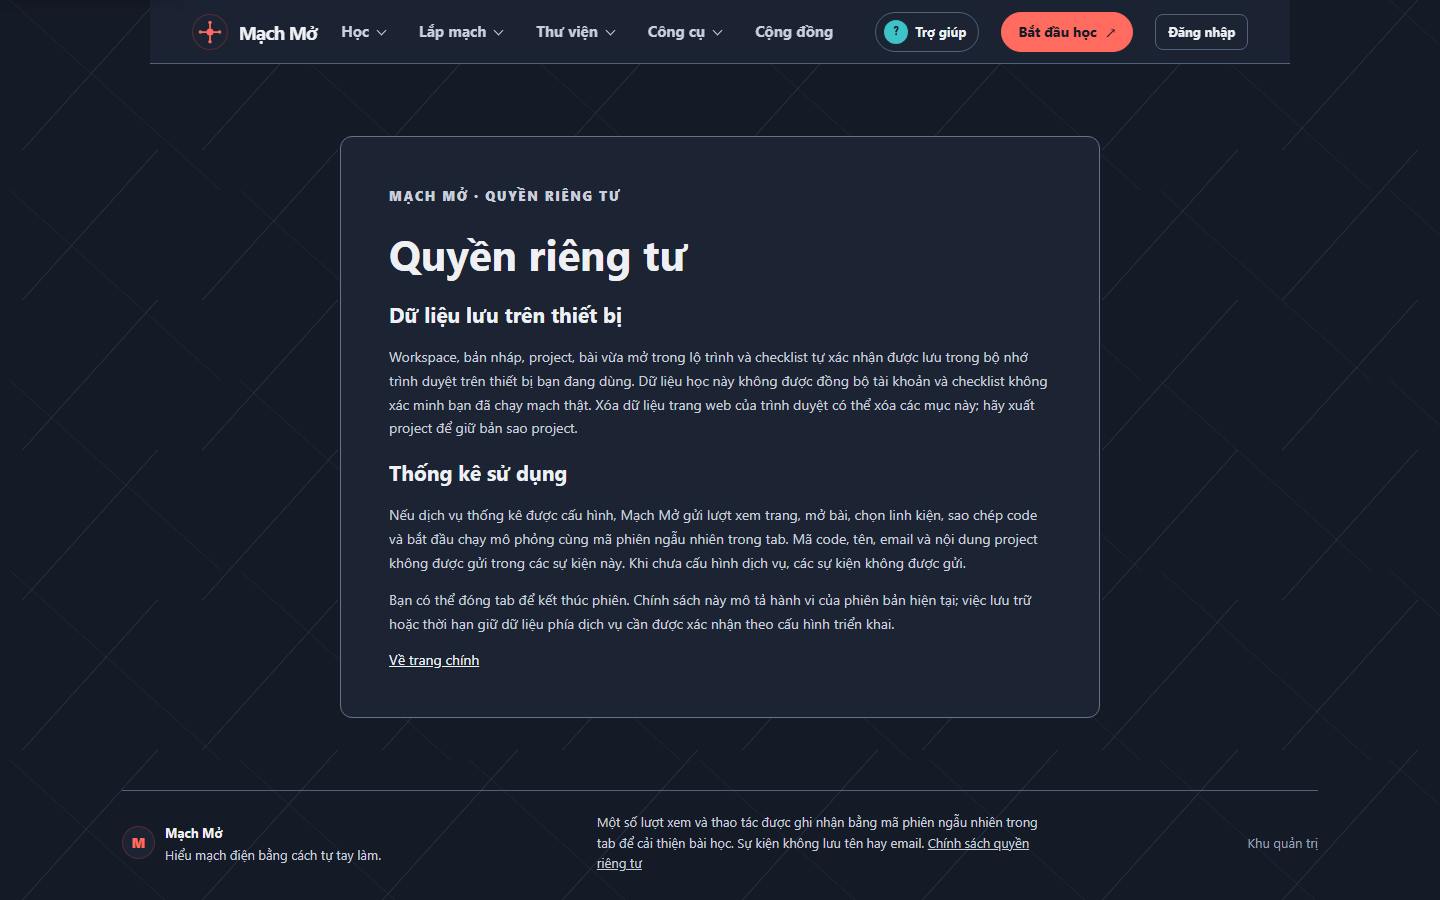 Mạch Mở
Học
Lắp mạch
Thư viện
Công cụ
Cộng đồng
? Trợ giúp
Bắt đầu học ↗
Đăng nhập
MẠCH MỞ · QUYỀN RIÊNG TƯ
Quyền riêng tư
Dữ liệu lưu trên thiết bị
Workspace, bản nháp, project, bài vừa mở trong lộ trình và checklist tự xác nhận được lưu trong bộ nhớ
trình duyệt trên thiết bị bạn đang dùng. Dữ liệu học này không được đồng bộ tài khoản và checklist không
xác minh bạn đã chạy mạch thật. Xóa dữ liệu trang web của trình duyệt có thể xóa các mục này; hãy xuất
project để giữ bản sao project.
Thống kê sử dụng
Nếu dịch vụ thống kê được cấu hình, Mạch Mở gửi lượt xem trang, mở bài, chọn linh kiện, sao chép code
và bắt đầu chạy mô phỏng cùng mã phiên ngẫu nhiên trong tab. Mã code, tên, email và nội dung project
không được gửi trong các sự kiện này. Khi chưa cấu hình dịch vụ, các sự kiện không được gửi.
Bạn có thể đóng tab để kết thúc phiên. Chính sách này mô tả hành vi của phiên bản hiện tại; việc lưu trữ
hoặc thời hạn giữ dữ liệu phía dịch vụ cần được xác nhận theo cấu hình triển khai.
Về trang chính
M
Mạch Mở
Hiểu mạch điện bằng cách tự tay làm.
Một số lượt xem và thao tác được ghi nhận bằng mã phiên ngẫu nhiên trong
tab để cải thiện bài học. Sự kiện không lưu tên hay email. Chính sách quyền
riêng tư
Khu quản trị